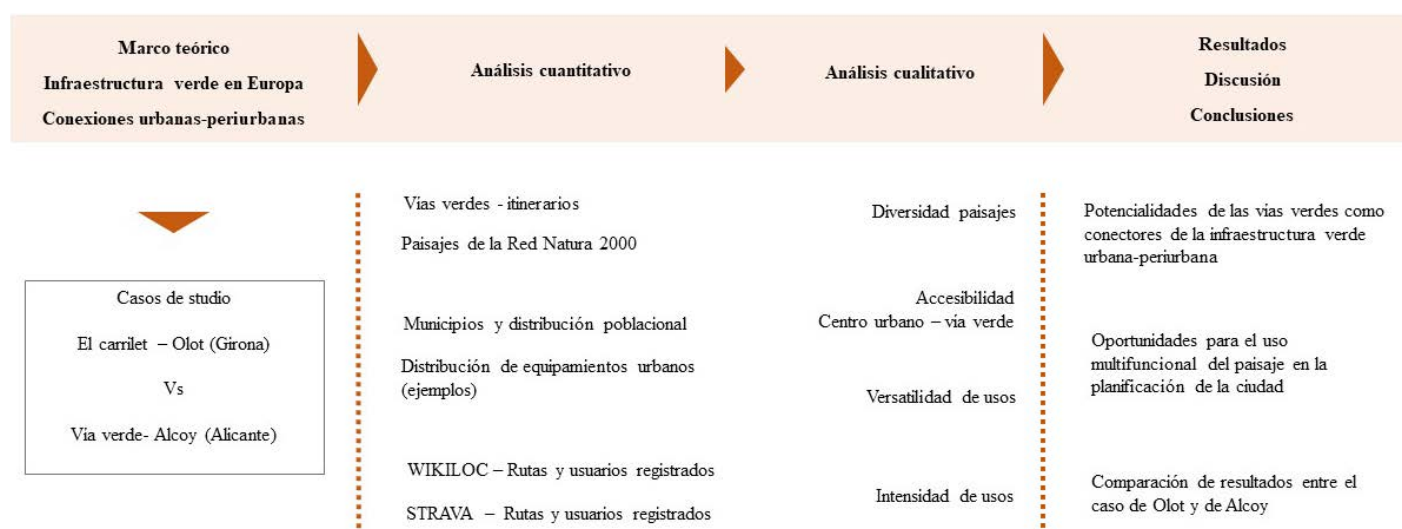 Marco teórico
Infraestructura verde en Europa
Conexiones urbanas-periurbanas
Análisis cuantitativo
Análisis cualitativo
Resultados
Discusión
Conclusiones
Casos de studio
El carrilet – Olot (Girona)
Vs
Vía verde- Alcoy (Alicante)
Vías verdes - itinerarios
Paisajes de la Red Natura 2000
Municipios y distribución poblacional
Distribución de equipamientos urbanos
(ejemplos)
WIKILOC – Rutas y usuarios registrados
STRAVA – Rutas y usuarios registrados
Diversidad paisajes
Accesibilidad
Centro urbano – vía verde
Versatilidad de usos
Intensidad de usos
Potencialidades de las vías verdes como
conectores de la infraestructura verde
urbana-periurbana
Oportunidades para el uso
multifuncional del paisaje en la
planificación de la ciudad
Comparación de resultados entre el
caso de Olot y de Alcoy